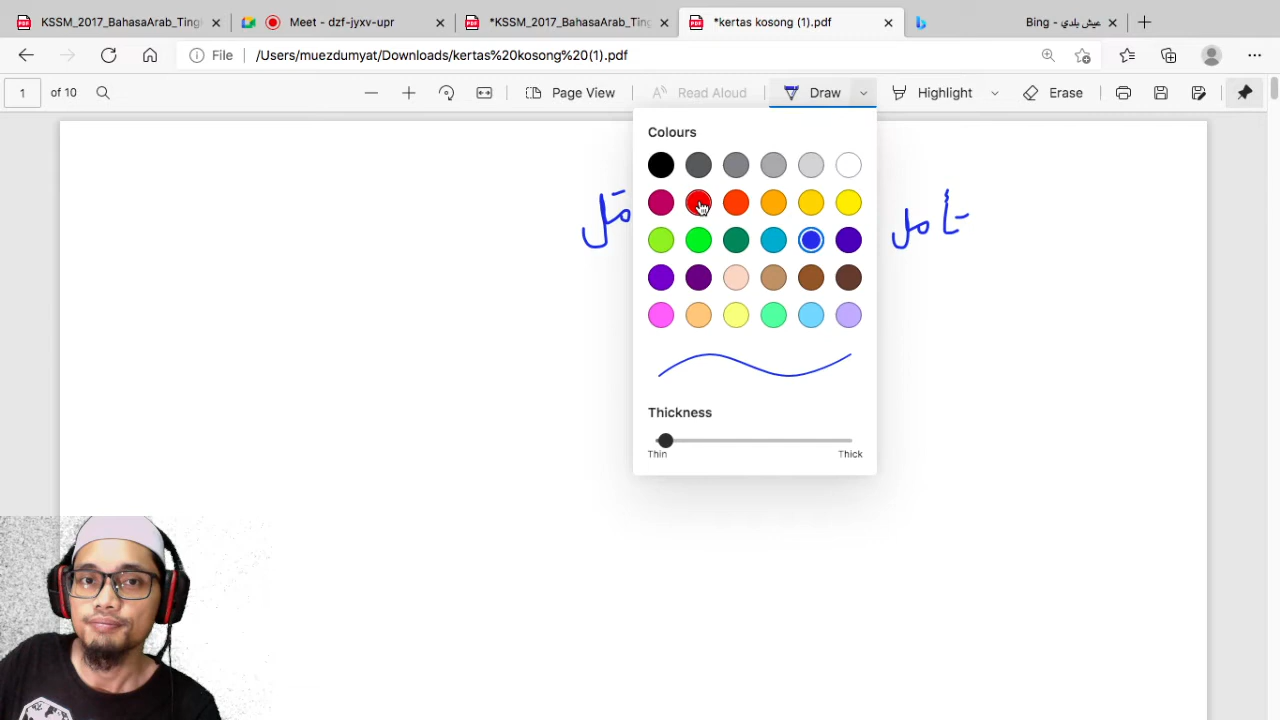 KSSM_2017_BahasaArab_Ting
Meet - dzf-jyxv-upr
*KSSM_2017_BahasaArab_Ting
*kertas kosong (1).pdf
عيش بلدي - Bing
File
/Users/muezdumyat/Downloads/kertas%20kosong%20(1).pdf
1 of 10
Page View
Read Aloud
Draw
Highlight
Erase
Colours
Thickness
Thin
Thick